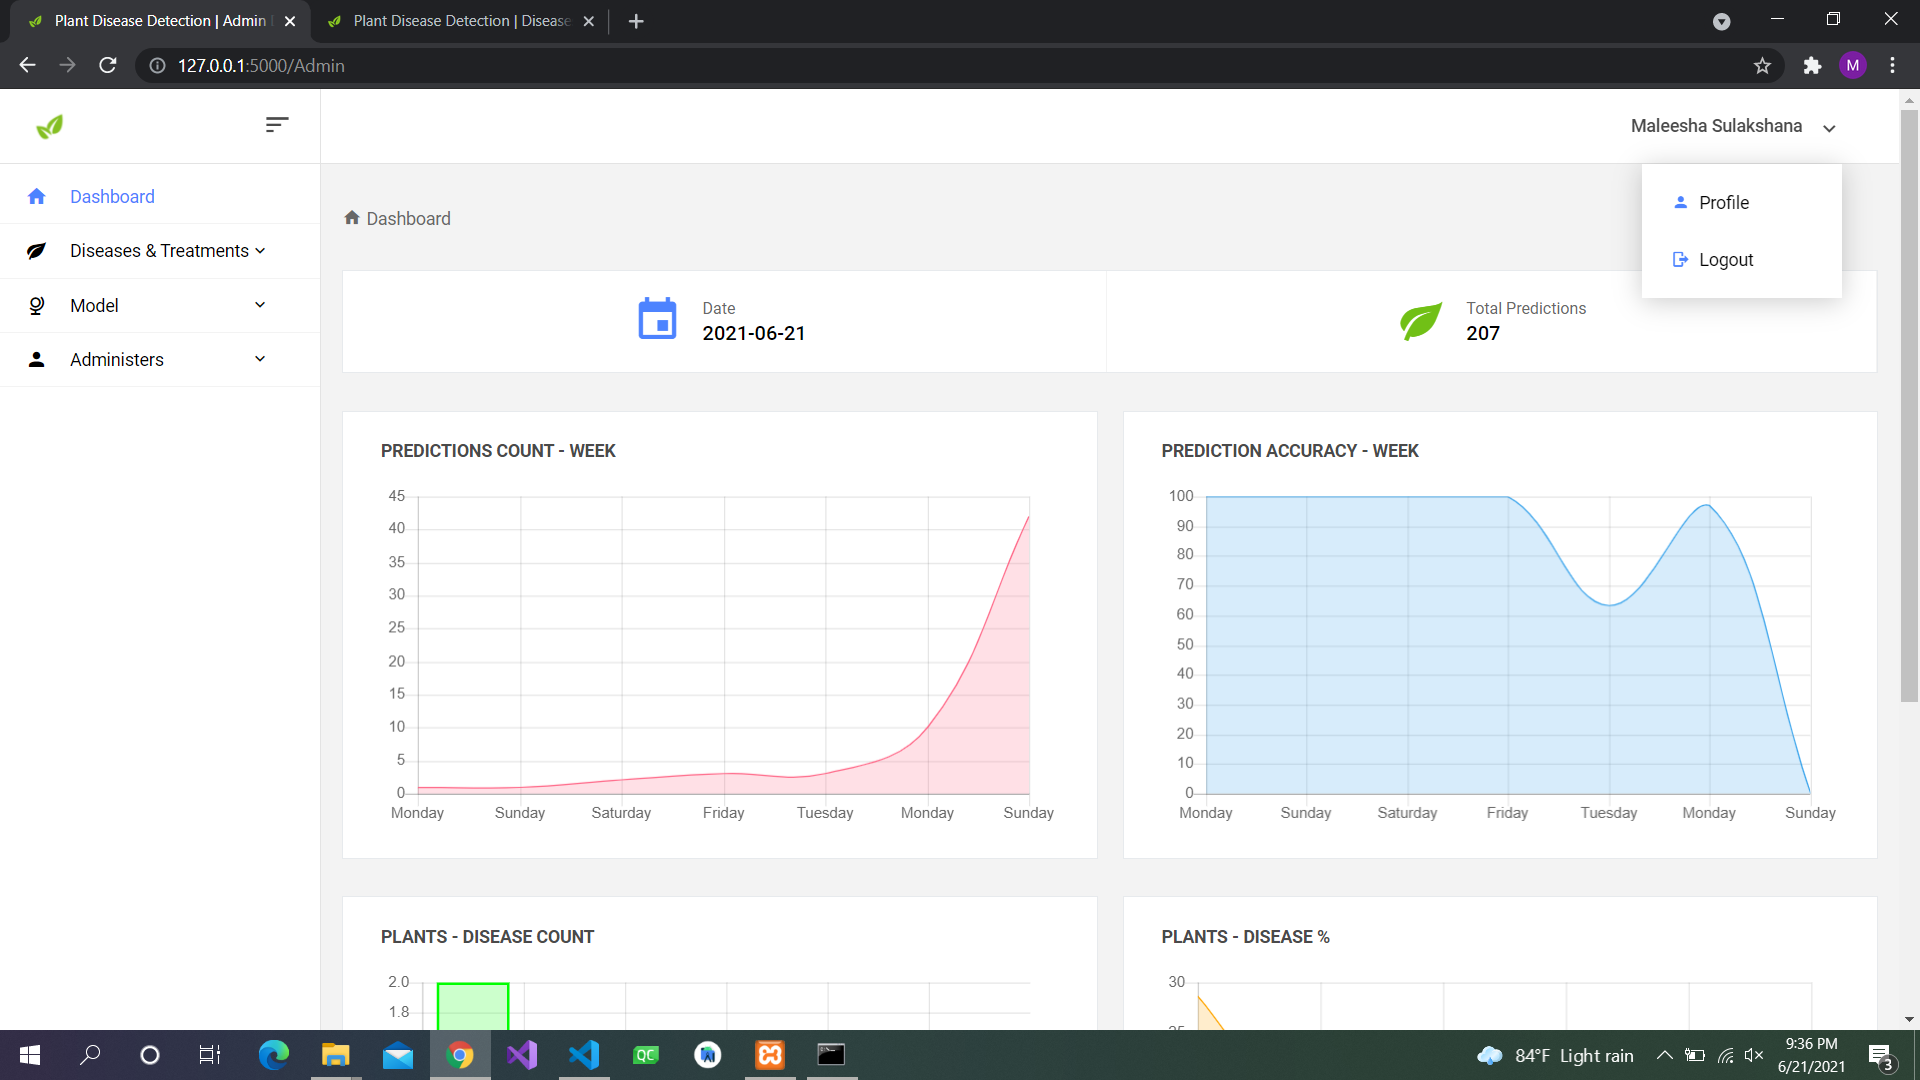 Plant Disease Detection | Admin
Plant Disease Detection | Disease
127.0.0.1:5000/Admin
M
Maleesha Sulakshana
Profile
Logout
Dashboard
Diseases & Treatments
Model
Administers
Dashboard
Date
2021-06-21
Total Predictions
207
PREDICTIONS COUNT - WEEK
45
40
35
30
25
20
15
10
5
0
Monday Sunday Saturday Friday Tuesday Monday Sunday
PREDICTION ACCURACY - WEEK
100
90
80
70
60
50
40
30
20
10
0
Monday Sunday Saturday Friday Tuesday Monday Sunday
PLANTS - DISEASE COUNT
2.0
1.8
PLANTS - DISEASE %
30
QC
84°F Light rain
9:36 PM
6/21/2021
3